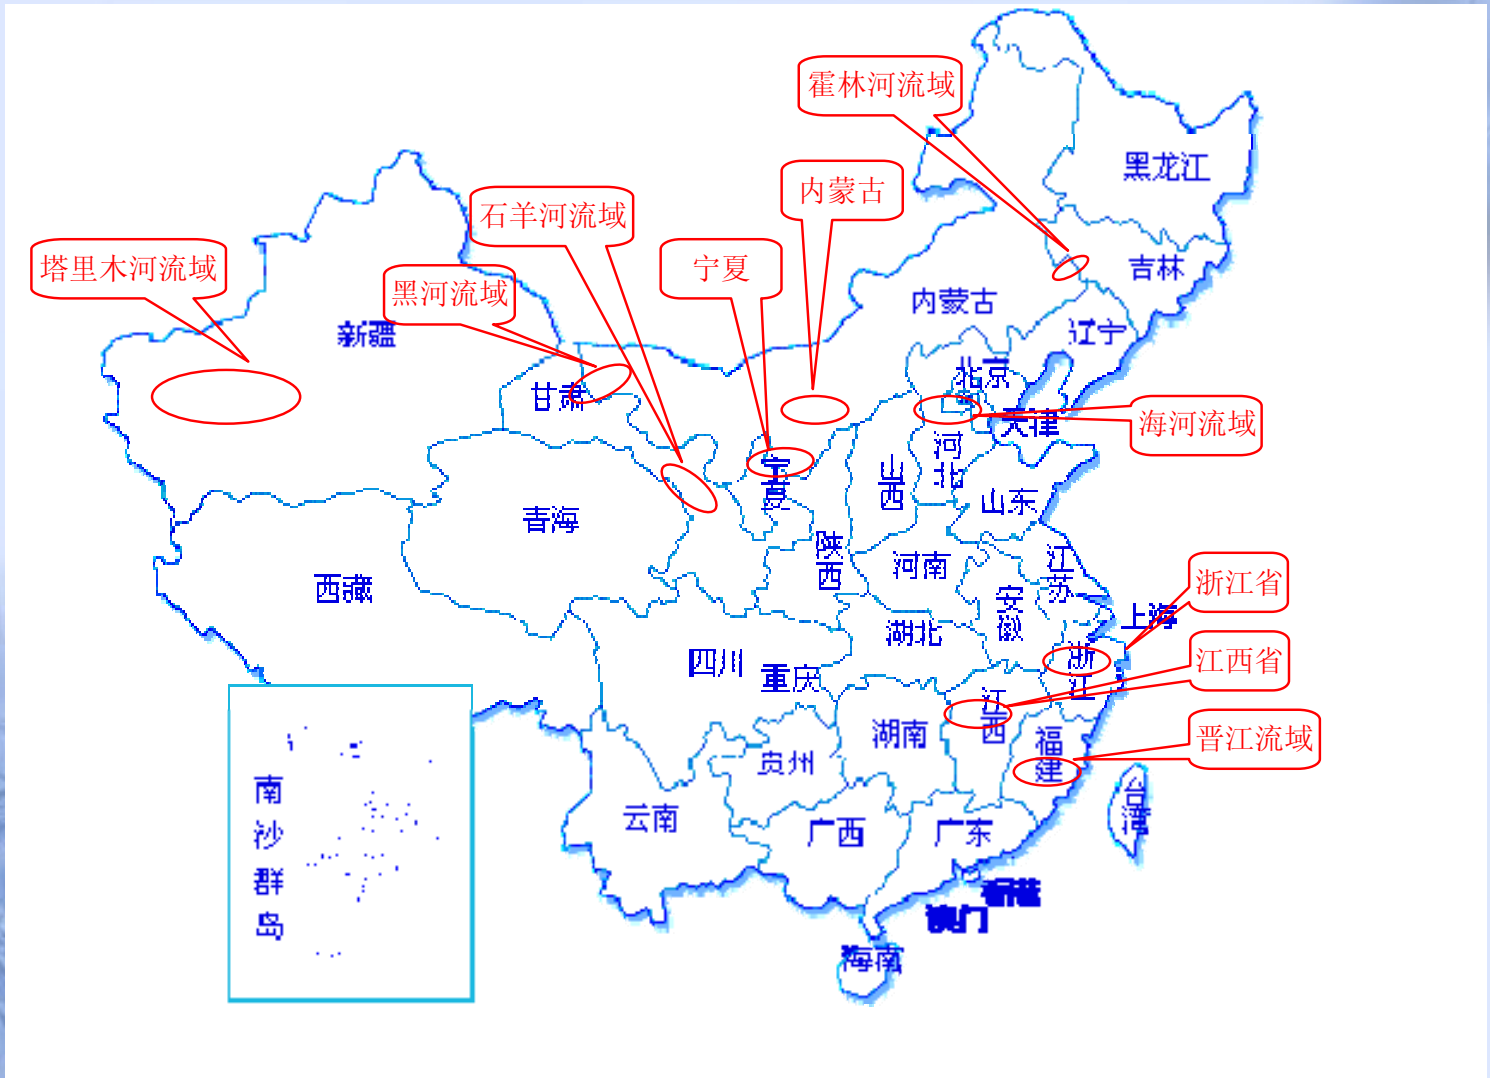 霍林河流域
黑龙江
内蒙古
石羊河流域
塔里木河流域
宁夏
吉林
黑河流域
内蒙古
新疆
辽宁
北京
甘肃
海河流域
天津
河北
山西
宁夏
山东
青海
陕西
河南
江苏
浙江省
西藏
安徽
上海
湖北
江西省
四川
重庆
浙江
江西
湖南
福建
晋江流域
贵州
南沙群岛
台湾
云南
广西
广东
香港
澳门
海南